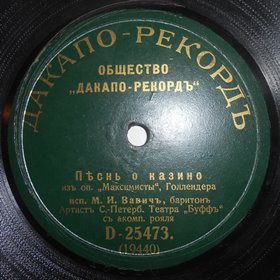 ДАКАПО-РЕКОРДЪ
ОБЩЕСТВО
„ДАКАПО-РЕКОРДЪ"
Пѣснь о казино
изъ оп. „Максимисты", Голлендера
исп. М. И. Вавичъ, баритонъ
Артистъ С.-Петерб. Театра „Буффъ"
съ акомп. рояля
D-25473.
(19440)